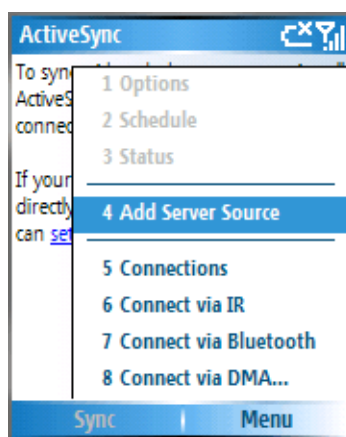 ActiveSync
To syn
ActiveS
connec
1 Options
2 Schedule
3 Status
If your
directly
can set
4 Add Server Source
5 Connections
6 Connect via IR
7 Connect via Bluetooth
8 Connect via DMA...
Sync
Menu